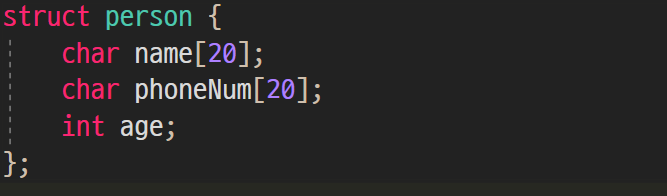 struct person {
    char name[20];
    char phoneNum[20];
    int age;
};